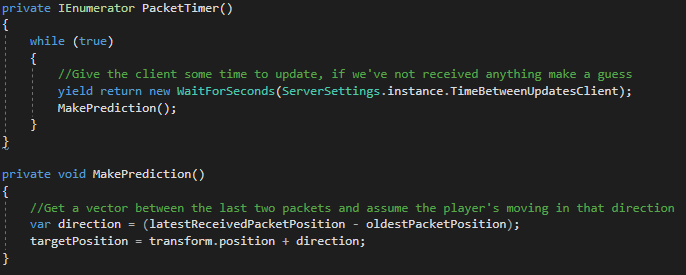 private IEnumerator PacketTimer()
{
while (true)
{
//Give the client some time to update, if we've not received anything make a guess
yield return new WaitForSeconds(ServerSettings.instance.TimeBetweenUpdatesClient);
MakePrediction();
}
}
private void MakePrediction()
{
//Get a vector between the last two packets and assume the player's moving in that direction
var direction = (latestReceivedPacketPosition - oldestPacketPosition);
targetPosition = transform.position + direction;
}